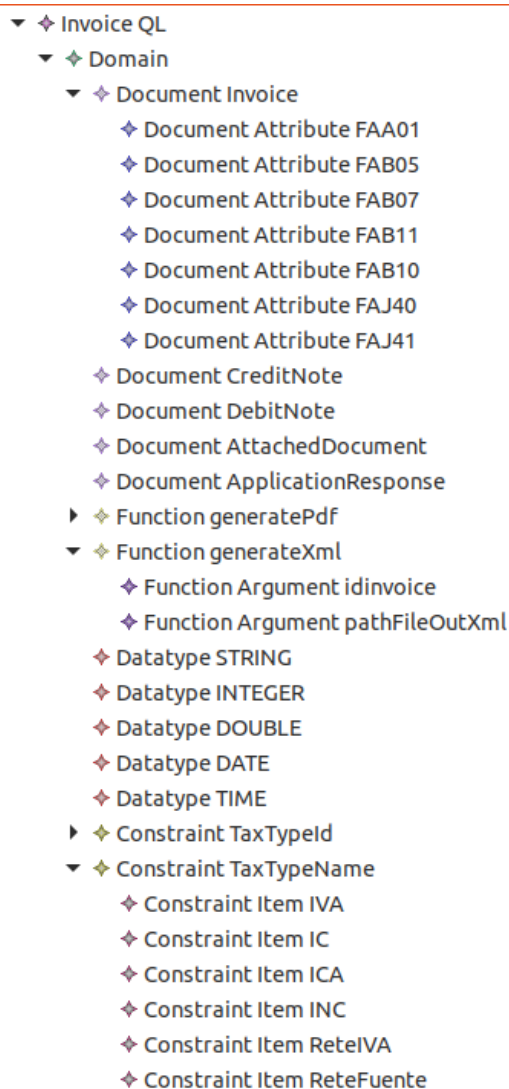 Invoice QL
Domain
Document Invoice
Document Attribute FAA01
Document Attribute FAB05
Document Attribute FAB07
Document Attribute FAB11
Document Attribute FAB10
Document Attribute FAJ40
Document Attribute FAJ41
Document CreditNote
Document DebitNote
Document AttachedDocument
Document ApplicationResponse
Function generatePdf
Function generateXml
Function Argument idinvoice
Function Argument pathFileOutXml
Datatype STRING
Datatype INTEGER
Datatype DOUBLE
Datatype DATE
Datatype TIME
Constraint TaxTypeId
Constraint TaxTypeName
Constraint Item IVA
Constraint Item IC
Constraint Item ICA
Constraint Item INC
Constraint Item ReteIVA
Constraint Item ReteFuente